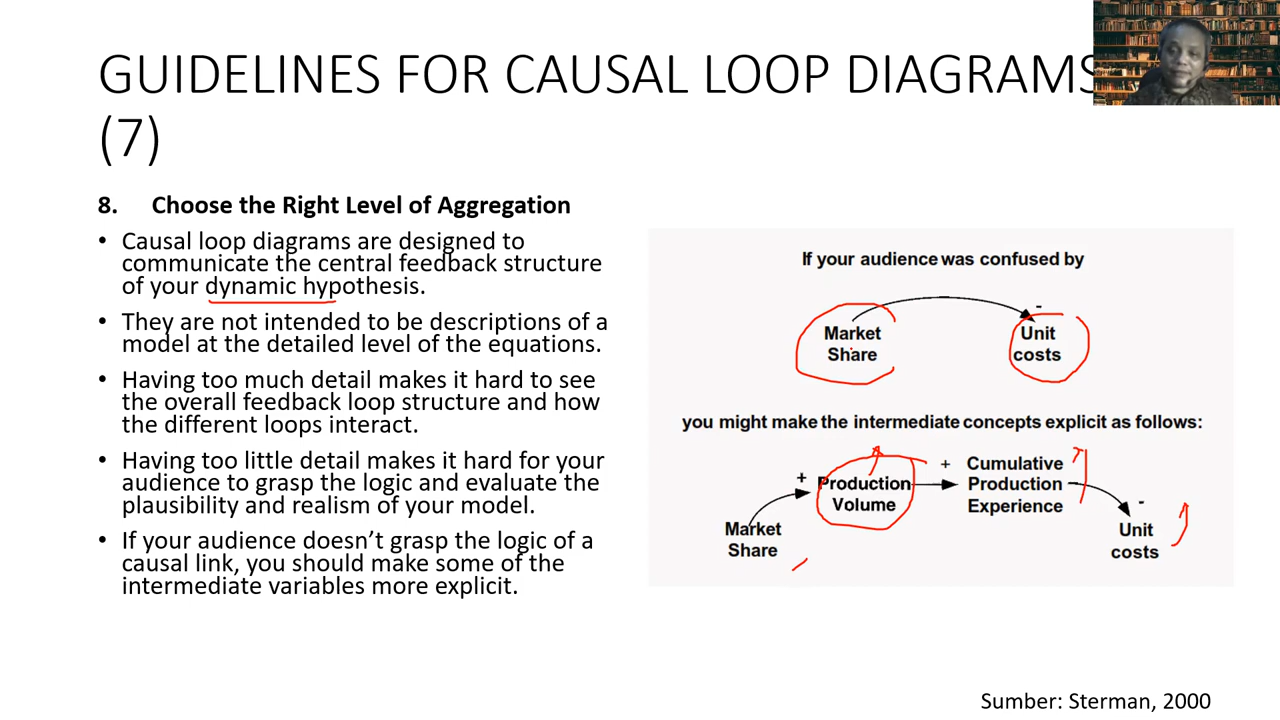 GUIDELINES FOR CAUSAL LOOP DIAGRAMS
(7)
8. Choose the Right Level of Aggregation
• Causal loop diagrams are designed to
communicate the central feedback structure
of your dynamic hypothesis.
• They are not intended to be descriptions of a
model at the detailed level of the equations.
• Having too much detail makes it hard to see
the overall feedback loop structure and how
the different loops interact.
• Having too little detail makes it hard for your
audience to grasp the logic and evaluate the
plausibility and realism of your model.
• If your audience doesn’t grasp the logic of a
causal link, you should make some of the
intermediate variables more explicit.
If your audience was confused by
-
Market
Share
Unit
costs
you might make the intermediate concepts explicit as follows:
+
Production
Volume
+
Cumulative
Production
Experience
-
Market
Share
Unit
costs
Sumber: Sterman, 2000